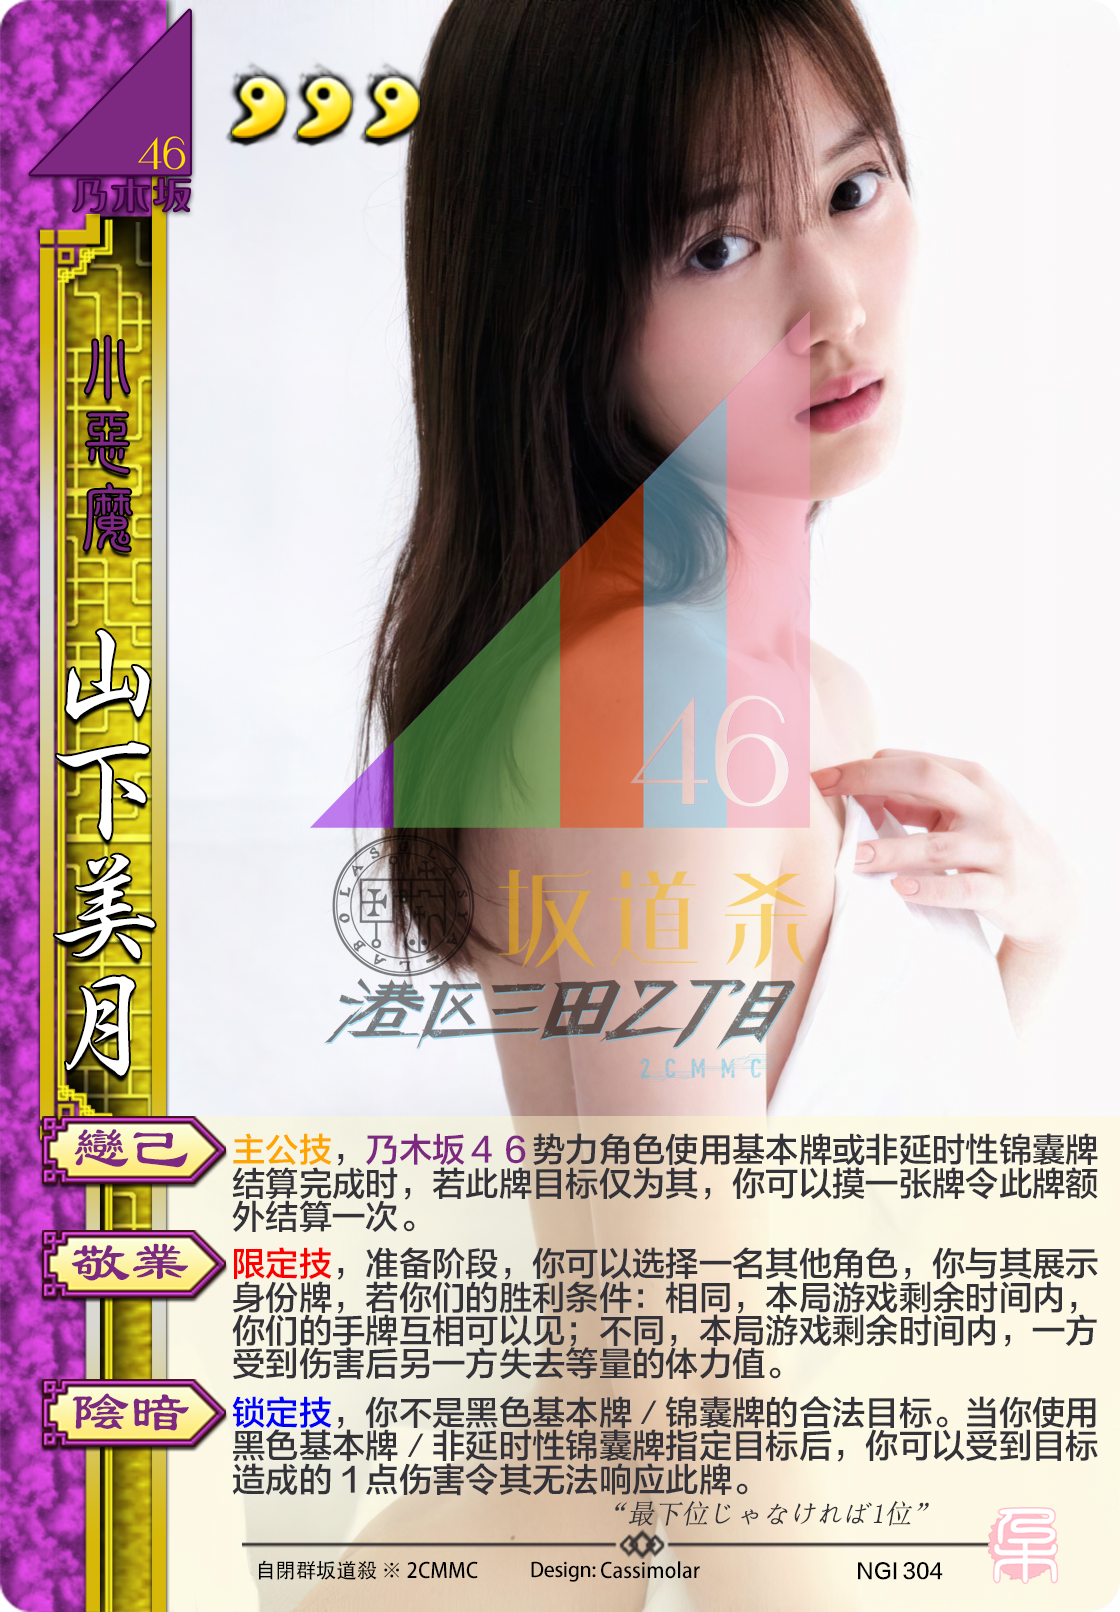 46
乃木坂
小惡魔
山下美月
46
坂道杀
港区三田2丁目
2CMMC
戀己
主公技，乃木坂４６势力角色使用基本牌或非延时性锦囊牌
结算完成时，若此牌目标仅为其，你可以摸一张牌令此牌额
外结算一次。
敬業
限定技，准备阶段，你可以选择一名其他角色，你与其展示
身份牌，若你们的胜利条件：相同，本局游戏剩余时间内，
你们的手牌互相可以见；不同，本局游戏剩余时间内，一方
受到伤害后另一方失去等量的体力值。
陰暗
锁定技，你不是黑色基本牌／锦囊牌的合法目标。当你使用
黑色基本牌／非延时性锦囊牌指定目标后，你可以受到目标
造成的１点伤害令其无法响应此牌。
“最下位じゃなければ1位”
自閉群坂道殺 ※ 2CMMC Design: Cassimolar NGI 304